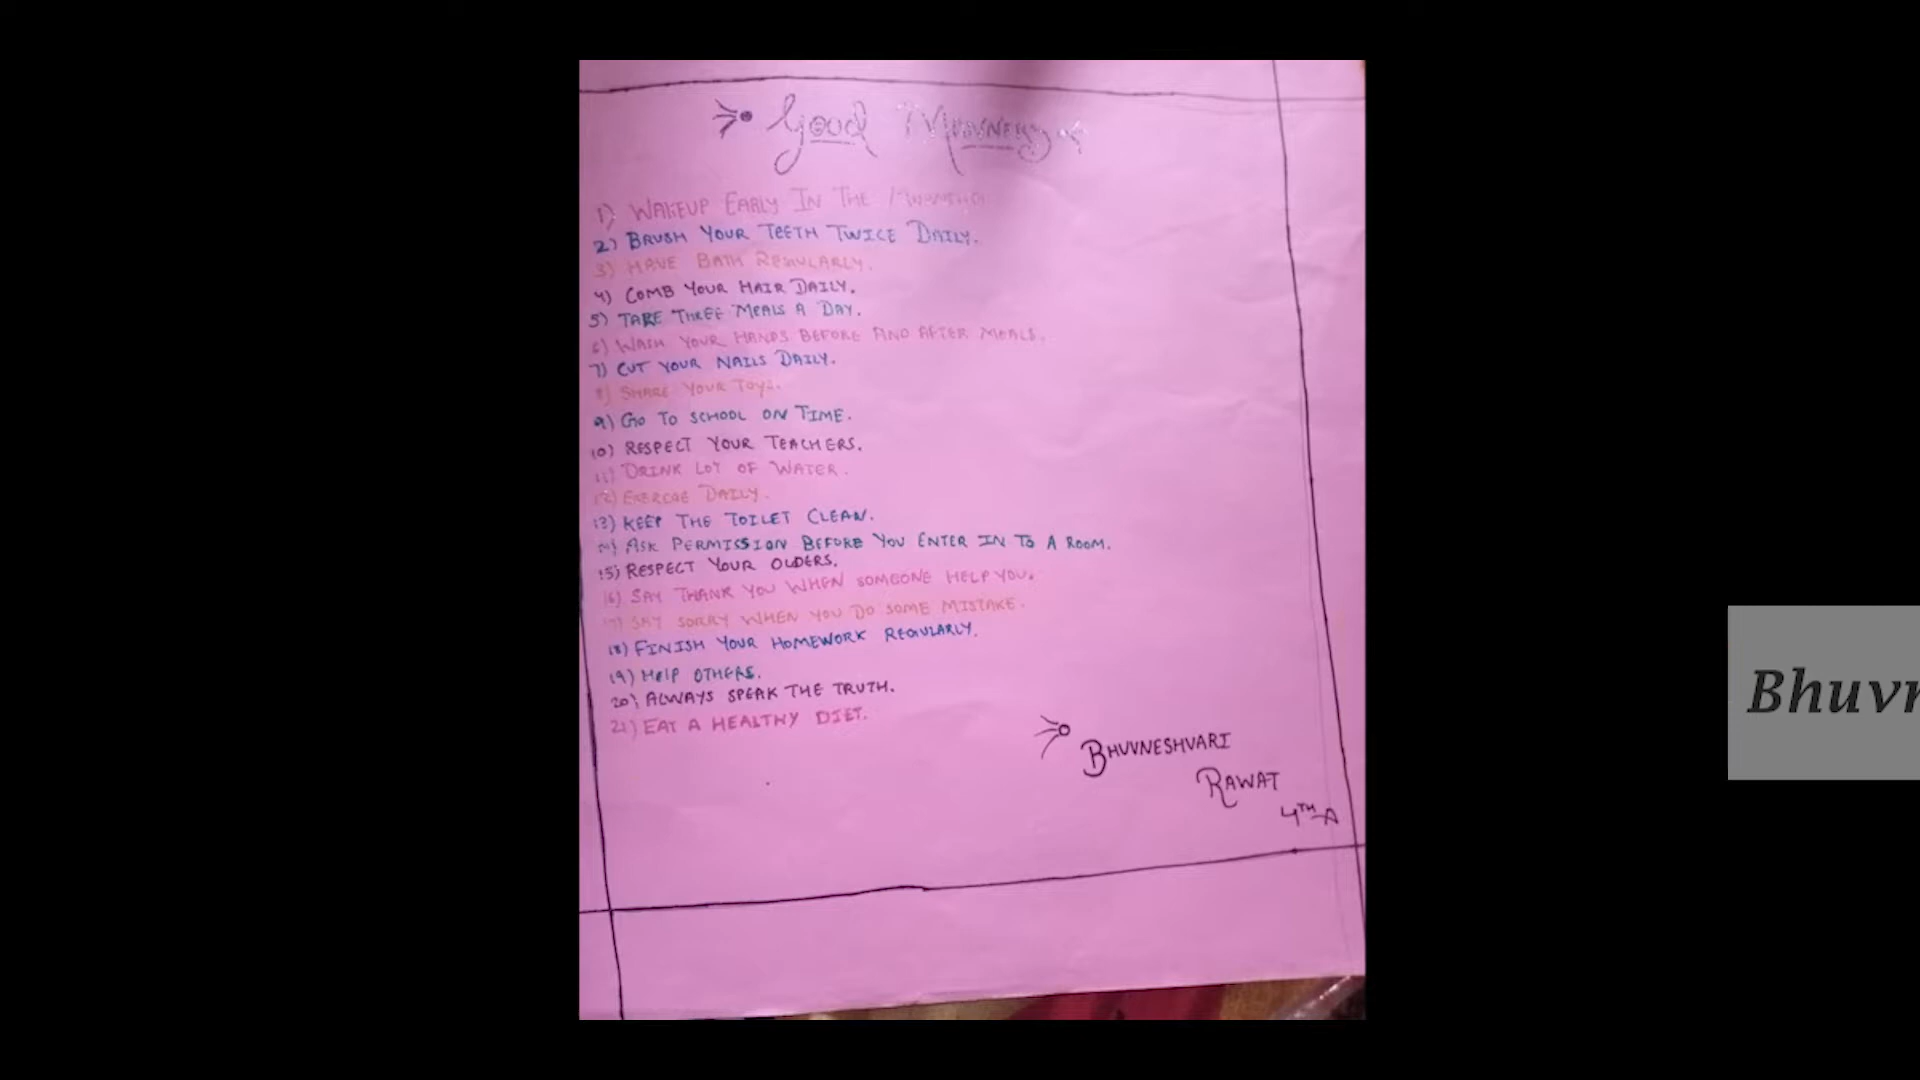 Good Manners
1) WAKEUP EARLY IN THE
2) BRUSH YOUR TEETH TWICE DAILY.
3) HAVE BATH REGULARLY.
4) COMB YOUR HAIR DAILY.
5) TAKE THREE MEALS A DAY.
6) WASH YOUR HANDS BEFORE AND AFTER MEALS.
7) CUT YOUR NAILS DAILY.
8) SHARE YOUR TOYS.
9) GO TO SCHOOL ON TIME.
10) RESPECT YOUR TEACHERS.
11) DRINK LOT OF WATER.
12) DAILY.
13) KEEP THE TOILET CLEAN.
14) ASK PERMISSION BEFORE YOU ENTER IN TO A ROOM.
15) RESPECT YOUR OLDERS.
16) SAY THANK YOU WHEN SOMEONE HELP YOU.
17) SAY SORRY WHEN YOU DO SOME MISTAKE.
18) FINISH YOUR HOMEWORK REGULARLY.
19) HELP OTHERS.
20) ALWAYS SPEAK THE TRUTH.
21) EAT A HEALTHY DIET.
BHUVNESHVARI
RAWAT
4TH-A
Bhuv